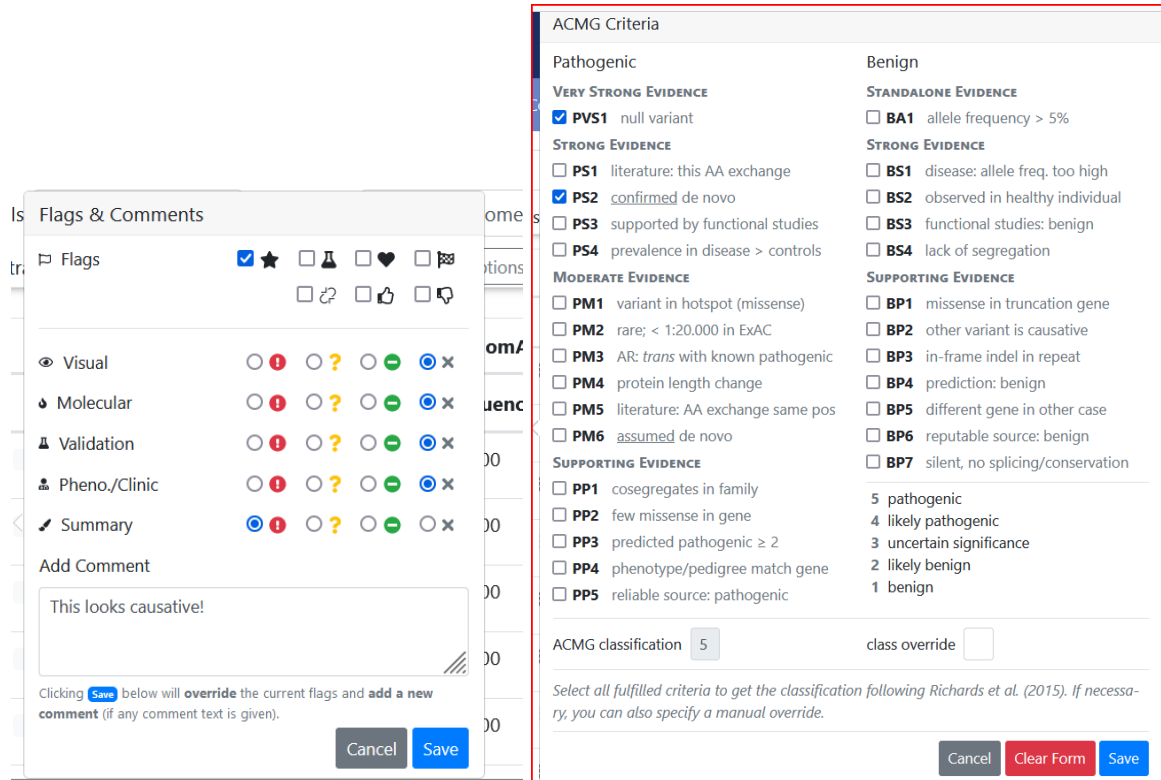 Flags & Comments
Flags
Visual
Molecular
Validation
Pheno./Clinic
Summary
Add Comment
This looks causative!
Clicking Save below will override the current flags and add a new
comment (if any comment text is given).
Cancel Save
ACMG Criteria
Pathogenic
VERY STRONG EVIDENCE
PVS1 null variant
STRONG EVIDENCE
PS1 literature: this AA exchange
PS2 confirmed de novo
PS3 supported by functional studies
PS4 prevalence in disease > controls
MODERATE EVIDENCE
PM1 variant in hotspot (missense)
PM2 rare; < 1:20.000 in ExAC
PM3 AR: trans with known pathogenic
PM4 protein length change
PM5 literature: AA exchange same pos
PM6 assumed de novo
SUPPORTING EVIDENCE
PP1 cosegregates in family
PP2 few missense in gene
PP3 predicted pathogenic ≥ 2
PP4 phenotype/pedigree match gene
PP5 reliable source: pathogenic
Benign
STANDALONE EVIDENCE
BA1 allele frequency > 5%
STRONG EVIDENCE
BS1 disease: allele freq. too high
BS2 observed in healthy individual
BS3 functional studies: benign
BS4 lack of segregation
SUPPORTING EVIDENCE
BP1 missense in truncation gene
BP2 other variant is causative
BP3 in-frame indel in repeat
BP4 prediction: benign
BP5 different gene in other case
BP6 reputable source: benign
BP7 silent, no splicing/conservation
5 pathogenic
4 likely pathogenic
3 uncertain significance
2 likely benign
1 benign
ACMG classification 5
class override
Select all fulfilled criteria to get the classification following Richards et al. (2015). If necessa-
ry, you can also specify a manual override.
Cancel Clear Form Save